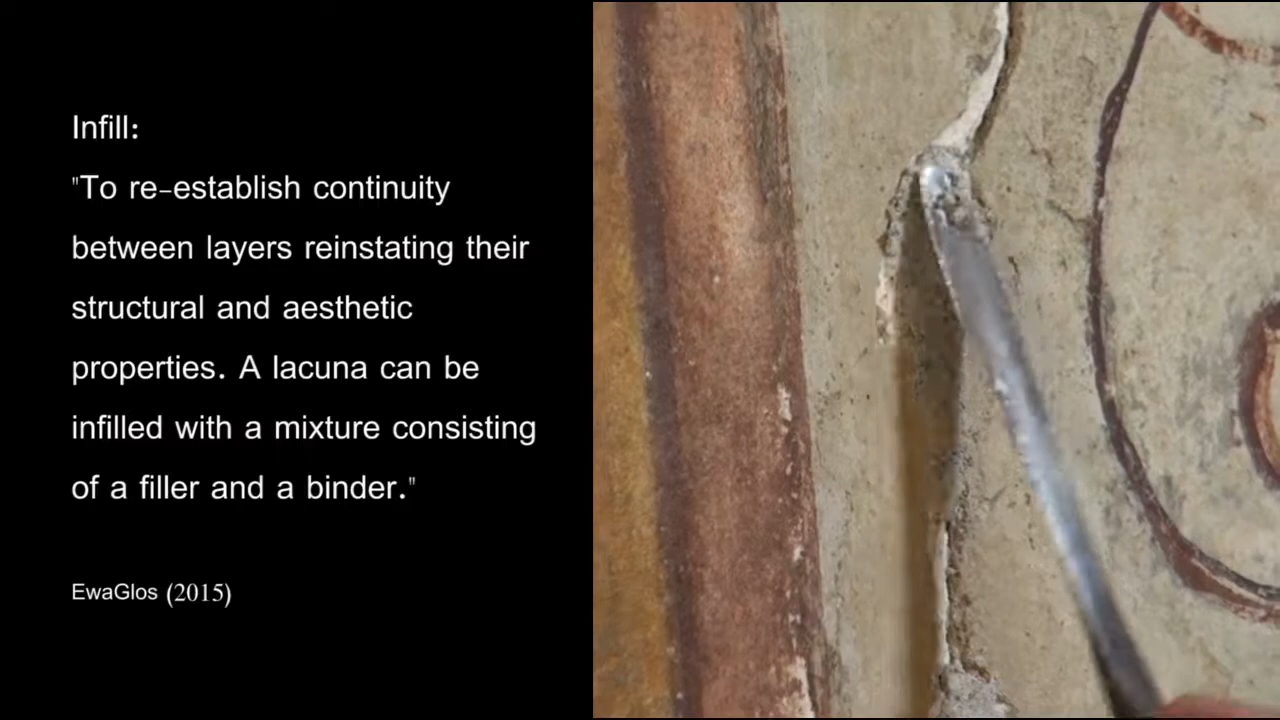 Infill:
"To re-establish continuity
between layers reinstating their
structural and aesthetic
properties. A lacuna can be
infilled with a mixture consisting
of a filler and a binder."
EwaGlos (2015)